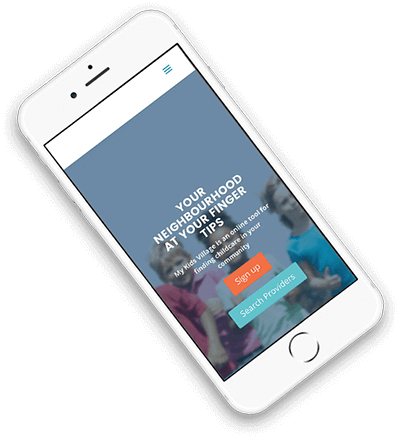 YOUR
NEIGHBOURHOOD
AT YOUR FINGER
TIPS
My Kids Village is an online tool for
finding childcare in your
community
Sign up
Search Providers